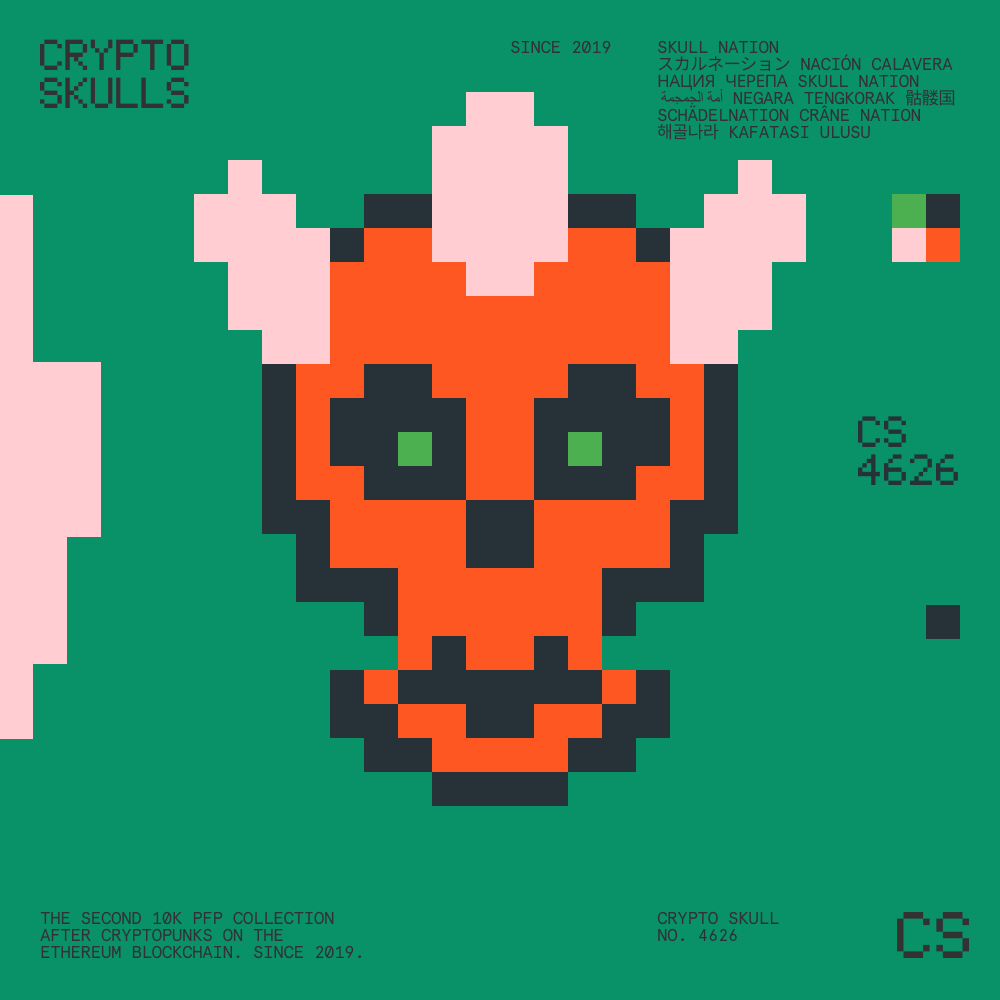 CRYPTO
SKULLS
SINCE 2019
SKULL NATION
スカルネーション NACIÓN CALAVERA
НАЦИЯ ЧЕРЕПА SKULL NATION
أمة الجمجمة NEGARA TENGKORAK 骷髅国
SCHÄDELNATION CRÂNE NATION
해골나라 KAFATASI ULUSU
CS
4626
THE SECOND 10K PFP COLLECTION
AFTER CRYPTOPUNKS ON THE
ETHEREUM BLOCKCHAIN. SINCE 2019.
CRYPTO SKULL
NO. 4626
CS